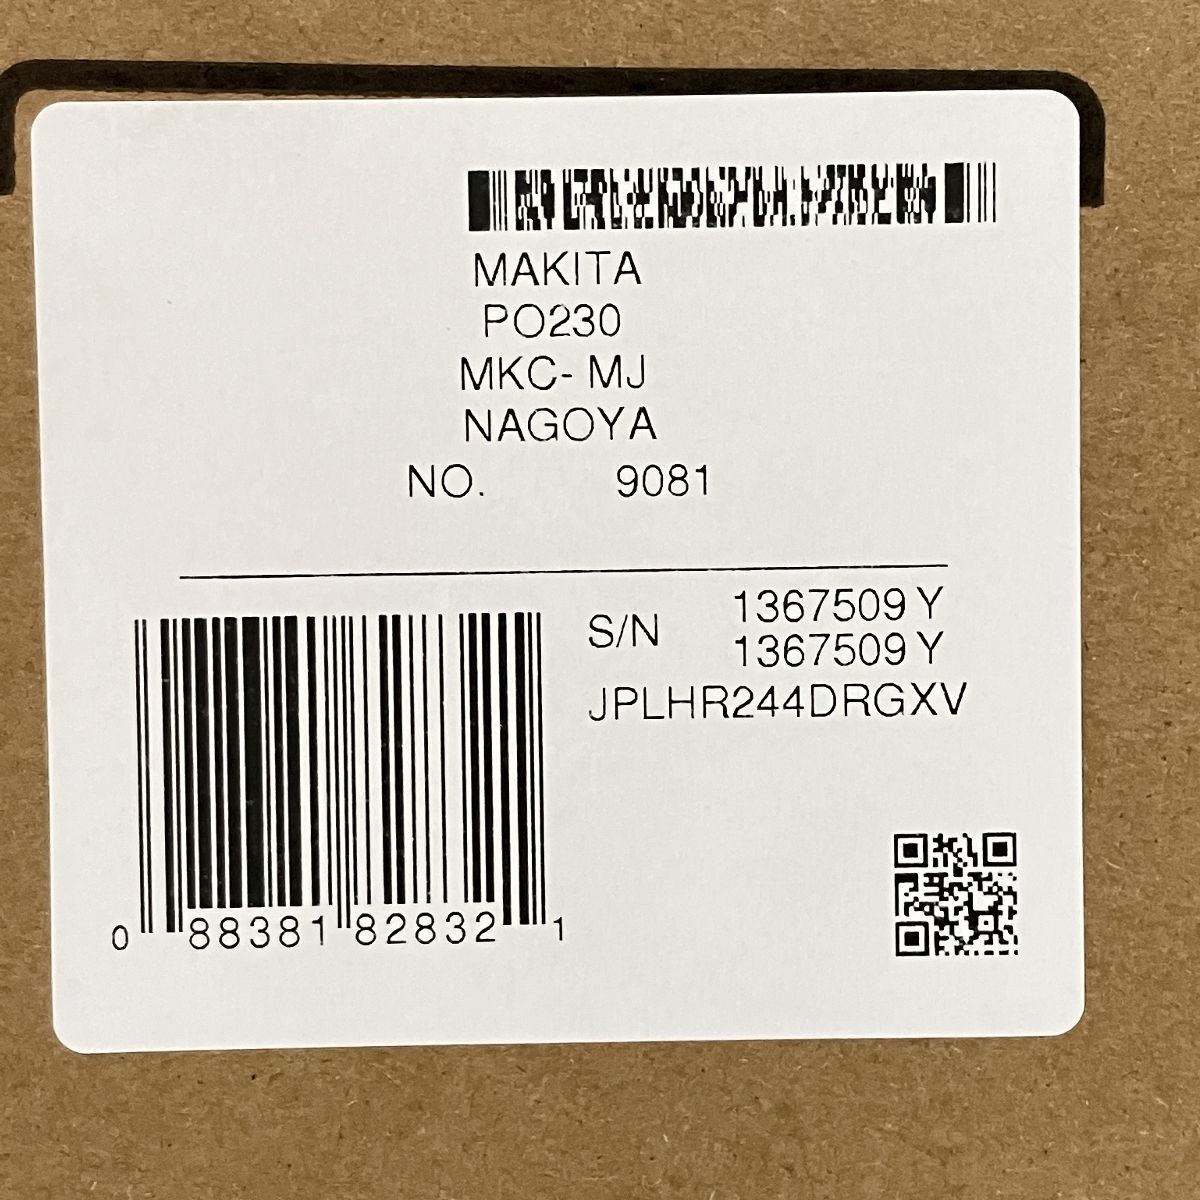 MAKITA
PO230
MKC- MJ
NAGOYA
NO. 9081
S/N 1367509 Y
1367509 Y
JPLHR244DRGXV
0 88381 82832 1